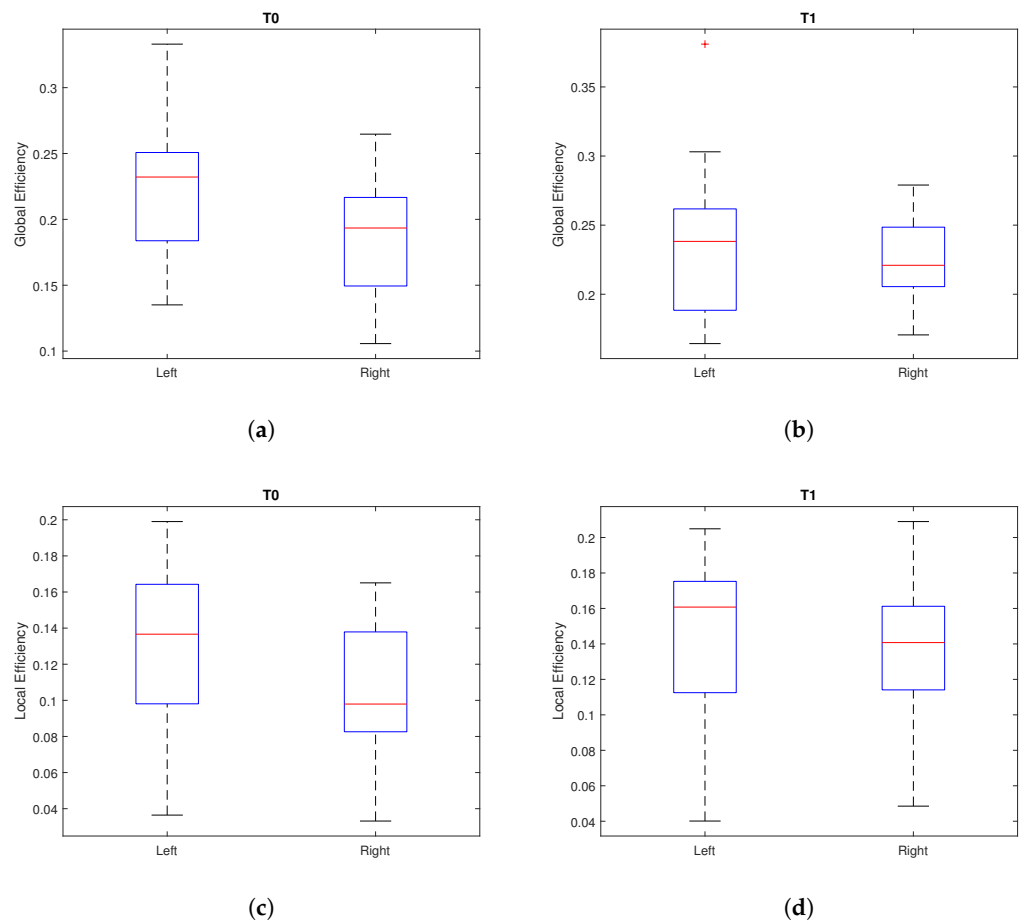 T0
0.3
0.25
0.2
0.15
0.1
Global Efficiency
Left
Right
(a)
T1
0.35
0.3
0.25
0.2
Global Efficiency
Left
Right
(b)
T0
0.2
0.18
0.16
0.14
0.12
0.1
0.08
0.06
0.04
Local Efficiency
Left
Right
(c)
T1
0.2
0.18
0.16
0.14
0.12
0.1
0.08
0.06
0.04
Local Efficiency
Left
Right
(d)